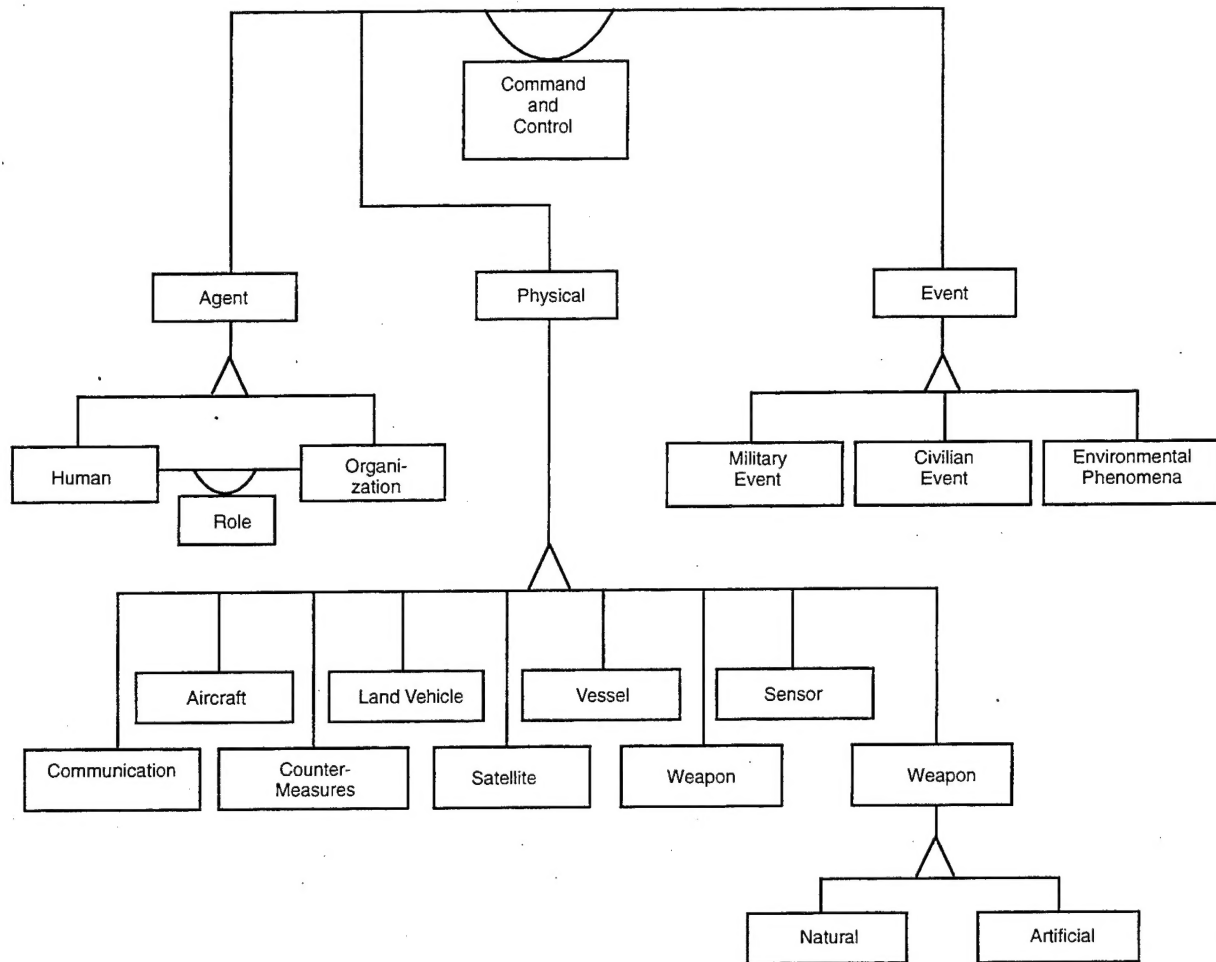 Command
and
Control
Agent
Physical
Event
Human
Organi-
zation
Role
Military
Event
Civilian
Event
Environmental
Phenomena
Aircraft
Land Vehicle
Vessel
Sensor
Communication
Counter-
Measures
Satellite
Weapon
Weapon
Natural
Artificial